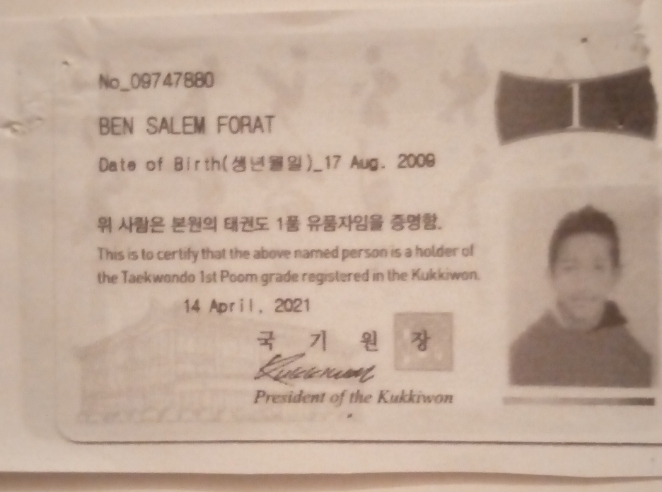 No_09747880
BEN SALEM FORAT
Date of Birth(생년월일)_17 Aug. 2009
위 사람은 본원의 태권도 1품 유품자임을 증명함.
This is to certify that the above named person is a holder of
the Taekwondo 1st Poom grade registered in the Kukkiwon.
14 April, 2021
국 기 원 장
Kukkiwon
President of the Kukkiwon
I